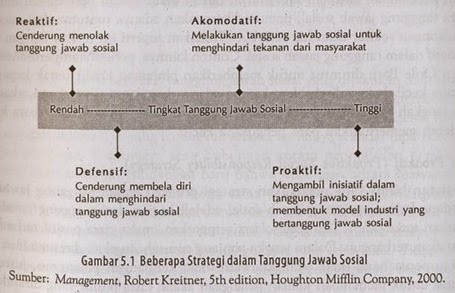 Reaktif:
Cenderung menolak
tanggung jawab sosial
Akomodatif:
Melakukan tanggung jawab sosial untuk
menghindari tekanan dari masyarakat
Rendah ---------------- Tingkat Tanggung Jawab Sosial ----------------- Tinggi
Defensif:
Cenderung membela diri
dalam menghindari
tanggung jawab sosial
Proaktif:
Mengambil inisiatif dalam
tanggung jawab sosial;
membentuk model industri yang
bertanggung jawab sosial
Gambar 5.1 Beberapa Strategi dalam Tanggung Jawab Sosial
Sumber: Management, Robert Kreitner, 5th edition, Houghton Mifflin Company, 2000.